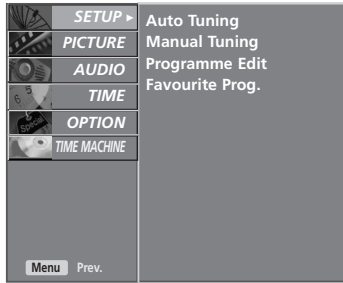 SETUP ▸
PICTURE
AUDIO
TIME
OPTION
TIME MACHINE
Auto Tuning
Manual Tuning
Programme Edit
Favourite Prog.
Menu Prev.